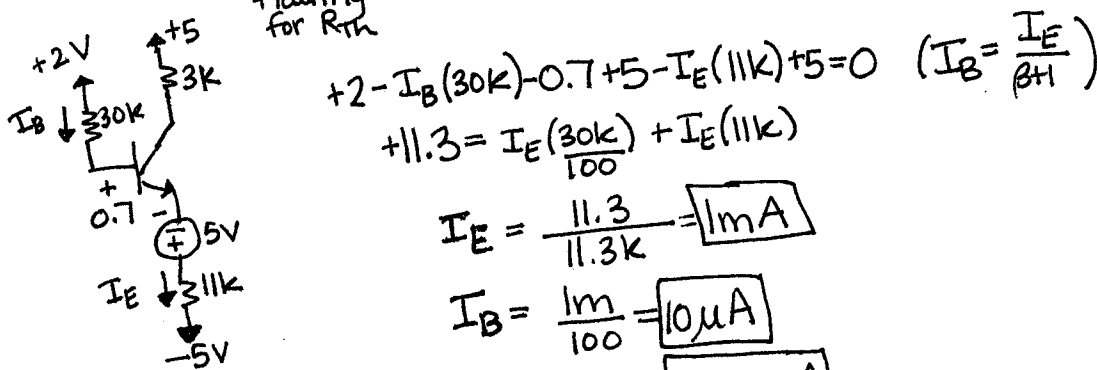 for RTh
+2V
+5
3k
IB
30k
+
0.7 -
- + 5V
IE
11k
-5V
+2-IB(30k)-0.7+5-IE(11k)+5=0 (IB = IE/β+1)
+11.3 = IE(30k/100) + IE(11k)
IE = 11.3/11.3k = 1mA
IB = 1m/100 = 10μA